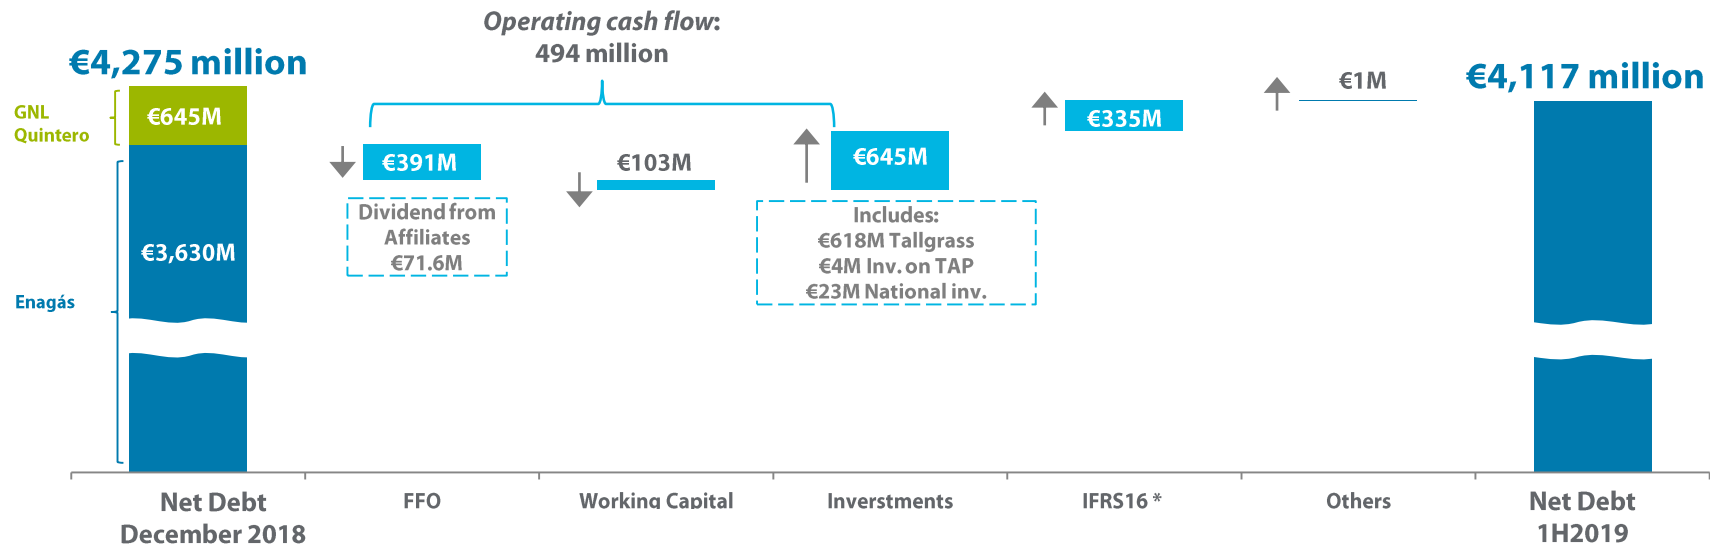 Operating cash flow:
494 million
€4,275 million
GNL
Quintero
€645M
Enagás
€3,630M
€391M
Dividend from
Affiliates
€71.6M
€103M
€645M
Includes:
€618M Tallgrass
€4M Inv. on TAP
€23M National inv.
€335M
€1M
€4,117 million
Net Debt
December 2018
FFO
Working Capital
Inverstments
IFRS16 *
Others
Net Debt
1H2019